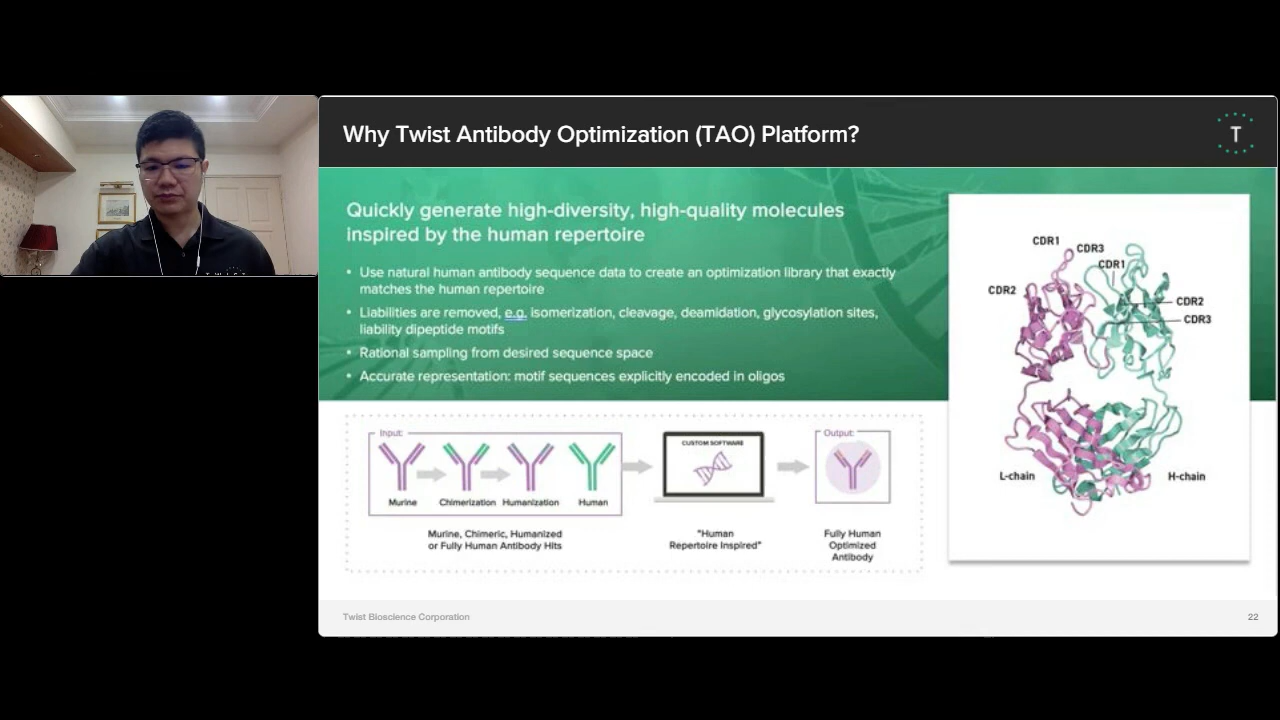 Why Twist Antibody Optimization (TAO) Platform?
T
Quickly generate high-diversity, high-quality molecules
inspired by the human repertoire
• Use natural human antibody sequence data to create an optimization library that exactly
matches the human repertoire
• Liabilities are removed, e.g. isomerization, cleavage, deamidation, glycosylation sites,
liability dipeptide motifs
• Rational sampling from desired sequence space
• Accurate representation: motif sequences explicitly encoded in oligos
CDR1
CDR3
CDR1
CDR2
CDR2
CDR3
L-chain
H-chain
Input:
Murine
Chimerization
Humanization
Human
Murine, Chimeric, Humanized
or Fully Human Antibody Hits
CUSTOM SOFTWARE
"Human
Repertoire Inspired"
Output:
Fully Human
Optimized
Antibody
Twist Bioscience Corporation
22